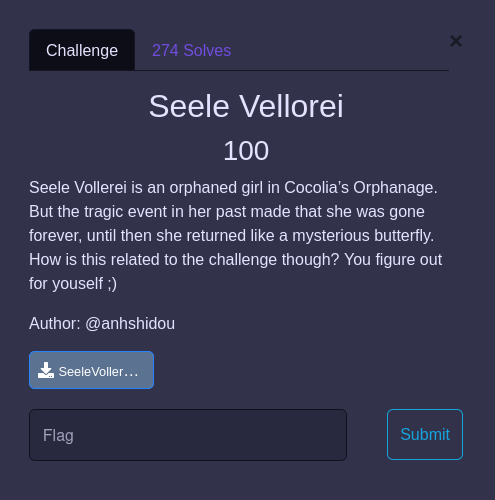 Challenge
274 Solves
×
Seele Vellorei
100
Seele Vollerei is an orphaned girl in Cocolia’s Orphanage.
But the tragic event in her past made that she was gone
forever, until then she returned like a mysterious butterfly.
How is this related to the challenge though? You figure out
for youself ;)
Author: @anhshidou
SeeleVoller...
Flag
Submit